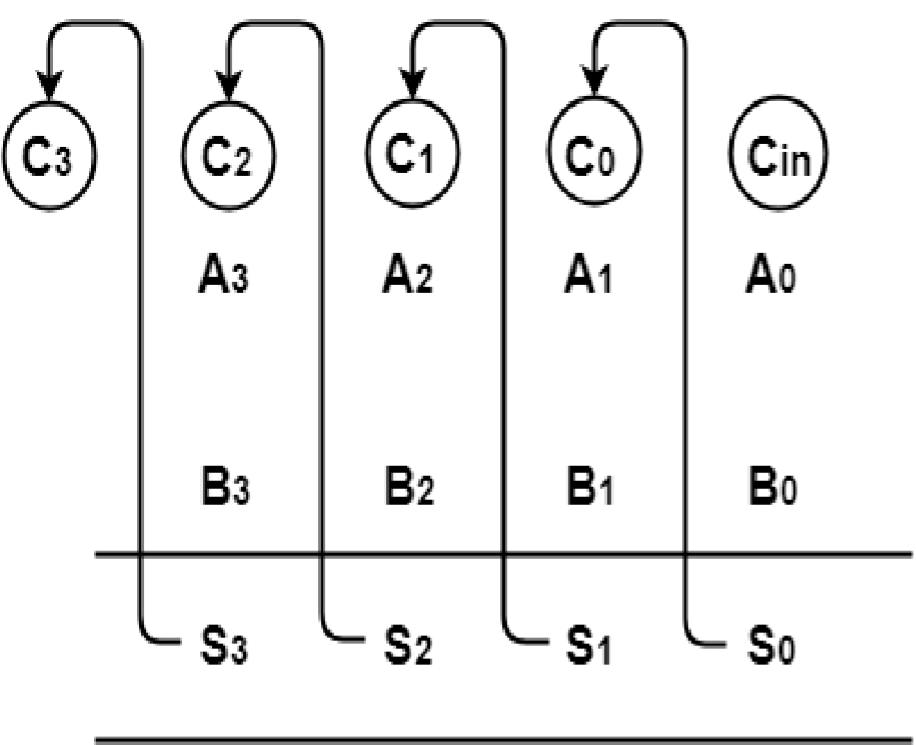 C3 C2 C1 C0 Cin
A3 A2 A1 A0
B3 B2 B1 B0
S3 S2 S1 S0